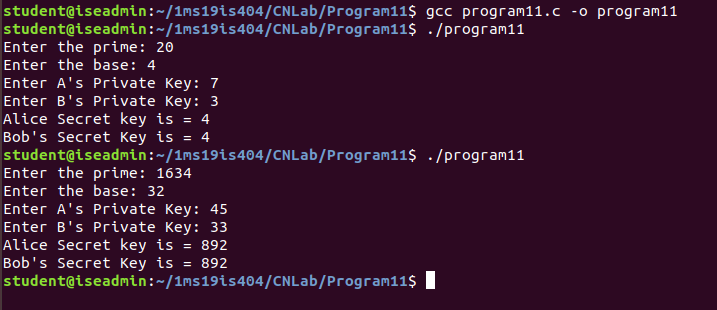 student@iseadmin:~/1ms19is404/CNLab/Program11$ gcc program11.c -o program11
student@iseadmin:~/1ms19is404/CNLab/Program11$ ./program11
Enter the prime: 20
Enter the base: 4
Enter A's Private Key: 7
Enter B's Private Key: 3
Alice Secret key is = 4
Bob's Secret Key is = 4
student@iseadmin:~/1ms19is404/CNLab/Program11$ ./program11
Enter the prime: 1634
Enter the base: 32
Enter A's Private Key: 45
Enter B's Private Key: 33
Alice Secret key is = 892
Bob's Secret Key is = 892
student@iseadmin:~/1ms19is404/CNLab/Program11$